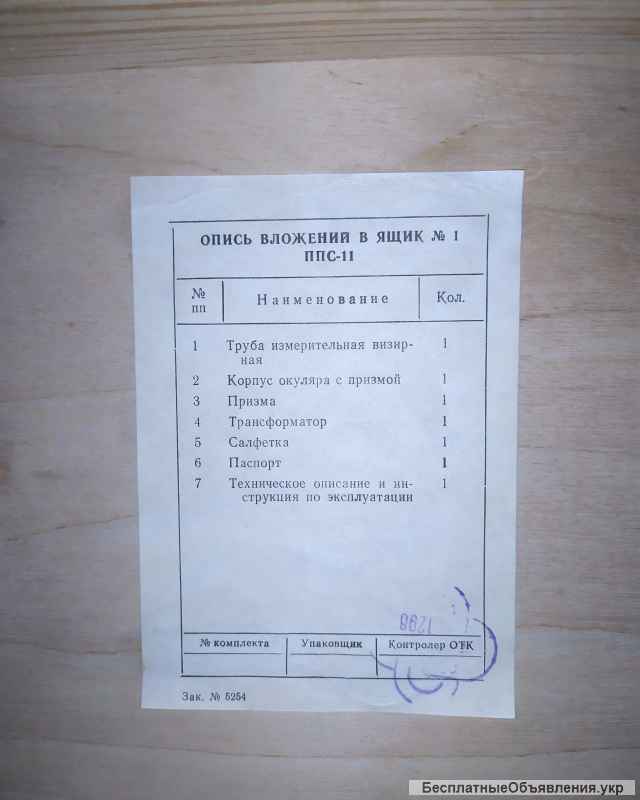 ОПИСЬ ВЛОЖЕНИЙ В ЯЩИК № 1
ППС-11
№ пп Наименование Кол.
1 Труба измерительная визир- 1
ная
2 Корпус окуляра с призмой 1
3 Призма 1
4 Трансформатор 1
5 Салфетка 1
6 Паспорт 1
7 Техническое описание и ин- 1
струкция по эксплуатации
1298
№ комплекта Упаковщик Контролер ОТК
Зак. № 5254
БесплатныеОбъявления.укр